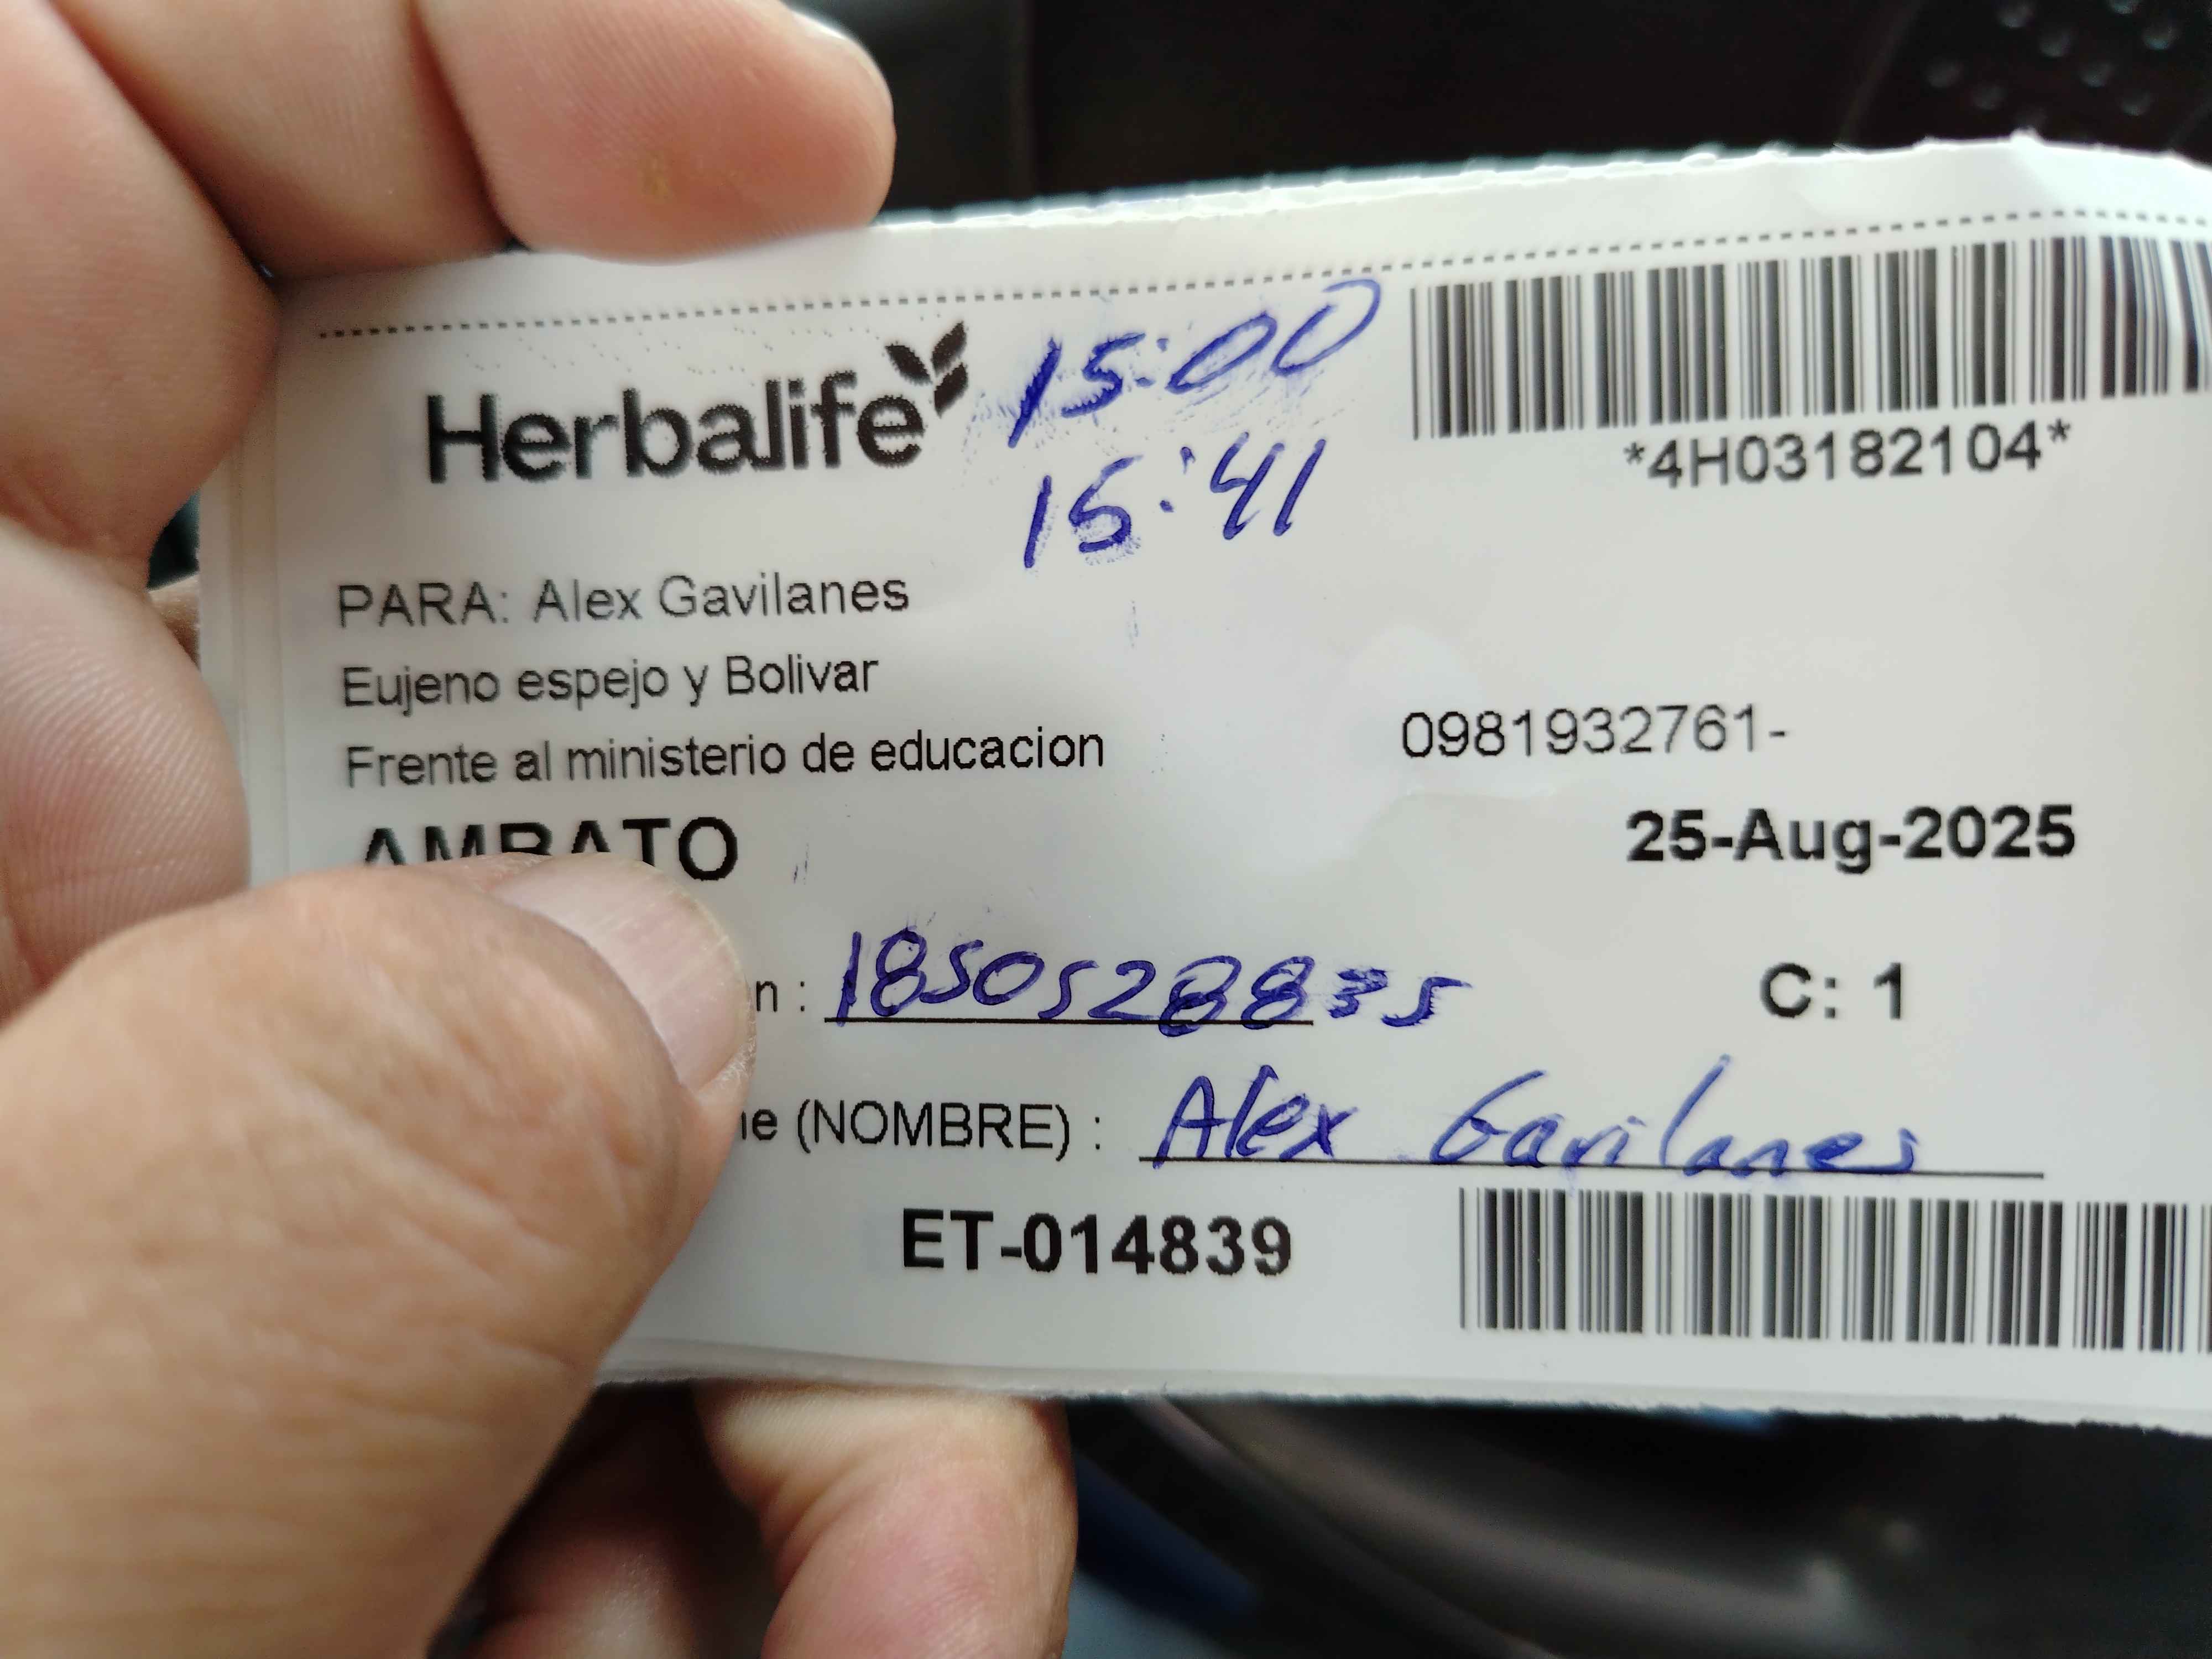 Herbalife
15:00
15:41
*4H03182104*
PARA: Alex Gavilanes
Eujeno espejo y Bolivar
Frente al ministerio de educacion
0981932761-
AMBATO
25-Aug-2025
n :
C: 1
(NOMBRE) : Alex Gavilanes
ET-014839